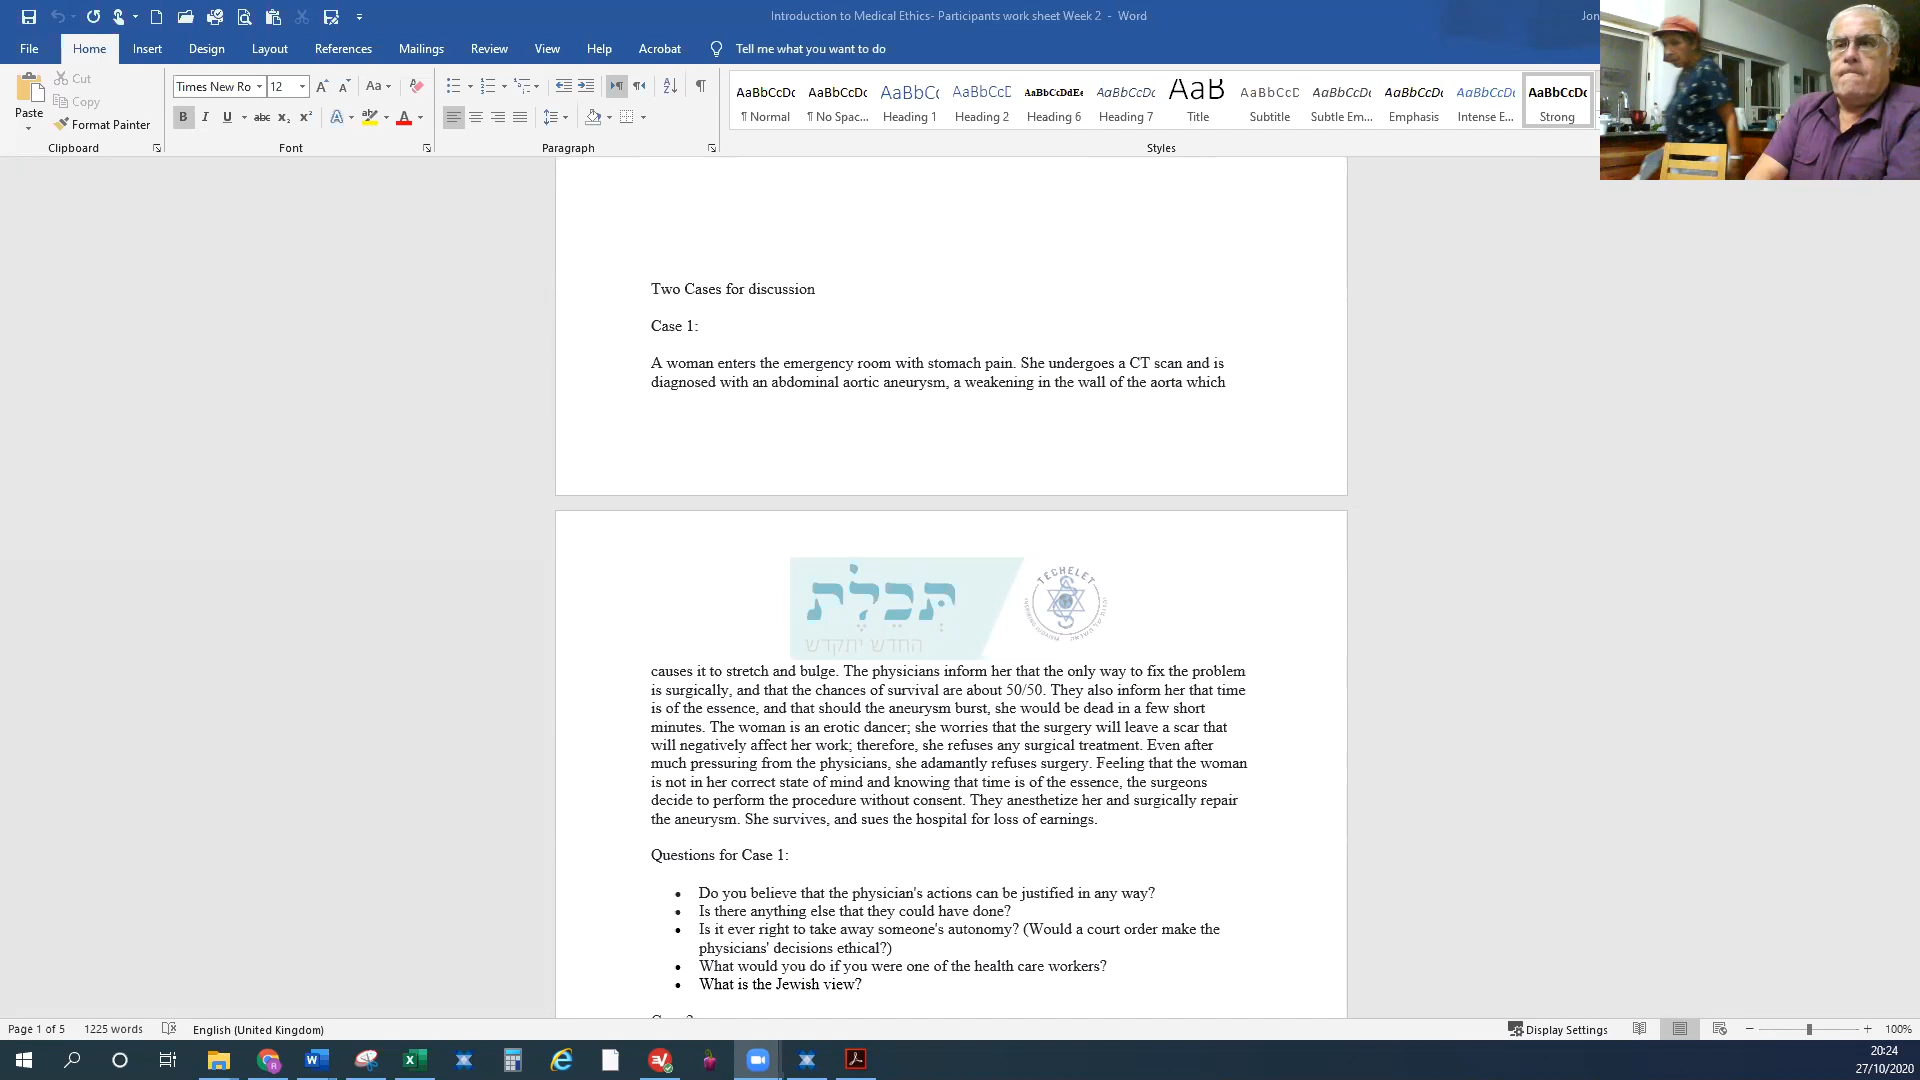 Introduction to Medical Ethics- Participants work sheet Week 2 - Word
Jon
File Home Insert Design Layout References Mailings Review View Help Acrobat Tell me what you want to do
Paste
Cut
Copy
Format Painter
Times New Ro 12
AaBbCcDc AaBbCcDc AaBbCc AaBbCcD AaBbCcDdEe AaBbCcDc AaB AaBbCcD AaBbCcDc AaBbCcDc AaBbCcDc AaBbCcDc
¶ Normal ¶ No Spac... Heading 1 Heading 2 Heading 6 Heading 7 Title Subtitle Subtle Em... Emphasis Intense E... Strong
Clipboard Font Paragraph Styles
Two Cases for discussion
Case 1:
A woman enters the emergency room with stomach pain. She undergoes a CT scan and is
diagnosed with an abdominal aortic aneurysm, a weakening in the wall of the aorta which
תְּכֵלֶת
החדש יתקדש
TECHELET
causes it to stretch and bulge. The physicians inform her that the only way to fix the problem
is surgically, and that the chances of survival are about 50/50. They also inform her that time
is of the essence, and that should the aneurysm burst, she would be dead in a few short
minutes. The woman is an erotic dancer; she worries that the surgery will leave a scar that
will negatively affect her work; therefore, she refuses any surgical treatment. Even after
much pressuring from the physicians, she adamantly refuses surgery. Feeling that the woman
is not in her correct state of mind and knowing that time is of the essence, the surgeons
decide to perform the procedure without consent. They anesthetize her and surgically repair
the aneurysm. She survives, and sues the hospital for loss of earnings.
Questions for Case 1:
• Do you believe that the physician's actions can be justified in any way?
• Is there anything else that they could have done?
• Is it ever right to take away someone's autonomy? (Would a court order make the
physicians' decisions ethical?)
• What would you do if you were one of the health care workers?
• What is the Jewish view?
Page 1 of 5 1225 words English (United Kingdom) Display Settings 100%
20:24
27/10/2020